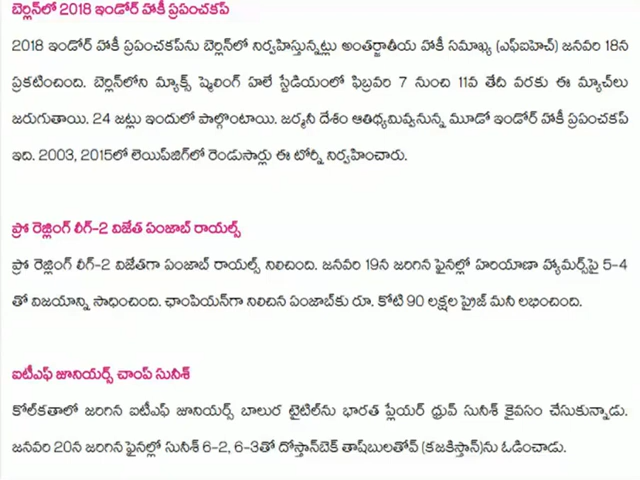 బెర్లిన్‌లో 2018 ఇండోర్ హాకీ ప్రపంచకప్
2018 ఇండోర్ హాకీ ప్రపంచకప్‌ను బెర్లిన్‌లో నిర్వహిస్తున్నట్లు అంతర్జాతీయ హాకీ సమాఖ్య (ఎఫ్ఐహెచ్) జనవరి 18న
ప్రకటించింది. బెర్లిన్‌లోని మ్యాక్స్ ష్మెలింగ్ హలే స్టేడియంలో ఫిబ్రవరి 7 నుంచి 11వ తేది వరకు ఈ మ్యాచ్‌లు
జరుగుతాయి. 24 జట్లు ఇందులో పాల్గొంటాయి. జర్మనీ దేశం ఆతిథ్యమివ్వనున్న మూడో ఇండోర్ హాకీ ప్రపంచకప్
ఇది. 2003, 2015లో లెయిప్‌జిగ్‌లో రెండుసార్లు ఈ టోర్నీ నిర్వహించారు.
ప్రో రెజ్లింగ్ లీగ్-2 విజేత పంజాబ్ రాయల్స్
ప్రో రెజ్లింగ్ లీగ్-2 విజేతగా పంజాబ్ రాయల్స్ నిలిచింది. జనవరి 19న జరిగిన ఫైనల్లో హరియాణా హ్యామర్స్‌పై 5-4
తో విజయాన్ని సాధించింది. ఛాంపియన్‌గా నిలిచిన పంజాబ్‌కు రూ. కోటి 90 లక్షల ప్రైజ్ మనీ లభించింది.
ఐటీఎఫ్ జూనియర్స్ చాంప్ సునీశ్
కోల్‌కతాలో జరిగిన ఐటీఎఫ్ జూనియర్స్ బాలుర టైటిల్‌ను భారత ప్లేయర్ ధ్రువ్ సునీశ్ కైవసం చేసుకున్నాడు.
జనవరి 20న జరిగిన ఫైనల్లో సునీశ్ 6-2, 6-3తో దోస్తాన్‌బెక్ తాష్‌బులతోవ్ (కజకిస్తాన్)ను ఓడించాడు.